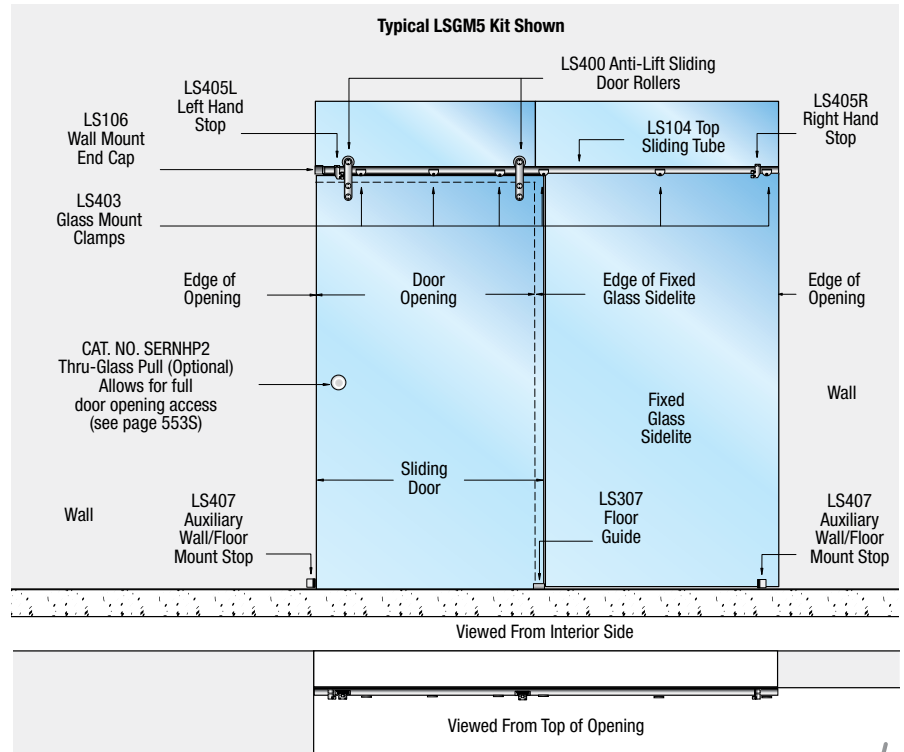 Typical LSGM5 Kit Shown
LS400 Anti-Lift Sliding
Door Rollers
LS405L
Left Hand
Stop
LS405R
Right Hand
Stop
LS106
Wall Mount
End Cap
LS104 Top
Sliding Tube
LS403
Glass Mount
Clamps
Edge of
Opening
Door
Opening
Edge of Fixed
Glass Sidelite
Edge of
Opening
CAT. NO. SERNHP2
Thru-Glass Pull (Optional)
Allows for full
door opening access
(see page 553S)
Fixed
Glass
Sidelite
Wall
Sliding
Door
Wall
LS407
Auxiliary
Wall/Floor
Mount Stop
LS307
Floor
Guide
LS407
Auxiliary
Wall/Floor
Mount Stop
Viewed From Interior Side
Viewed From Top of Opening